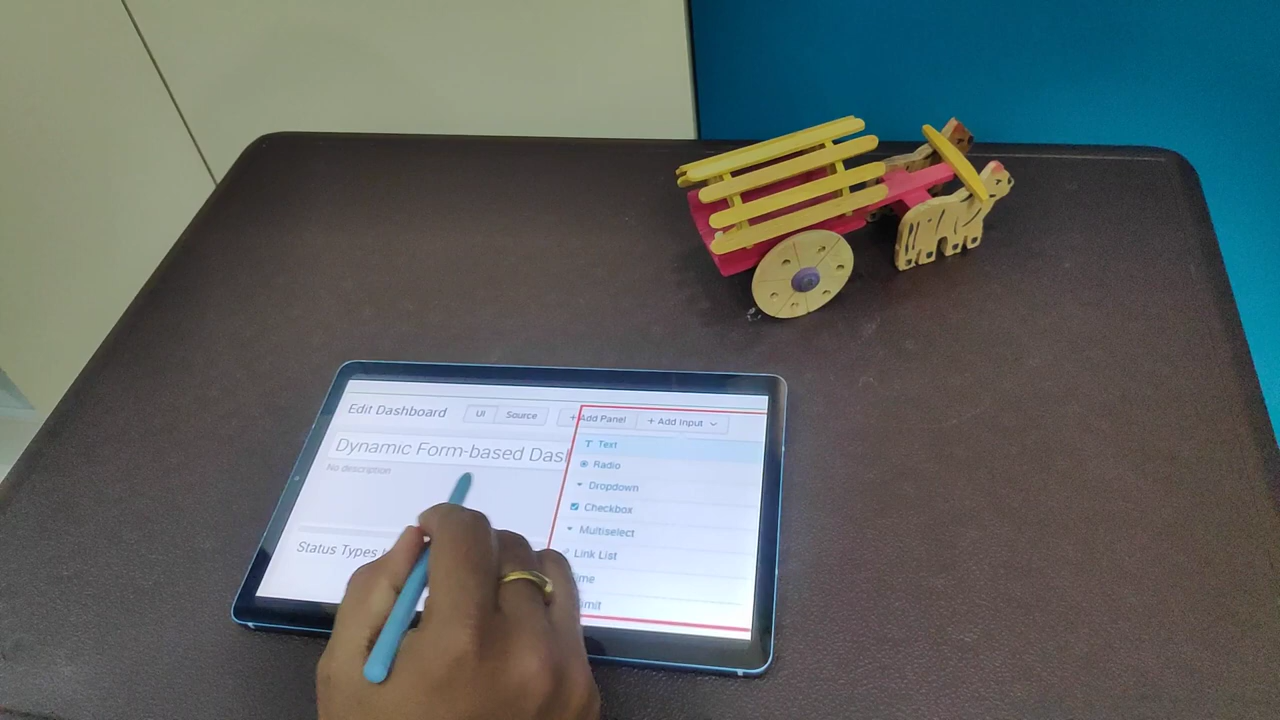 Edit Dashboard UI Source + Add Panel + Add Input
Dynamic Form-based
No description
Text
Radio
Dropdown
Checkbox
Multiselect
Link List
Status Types